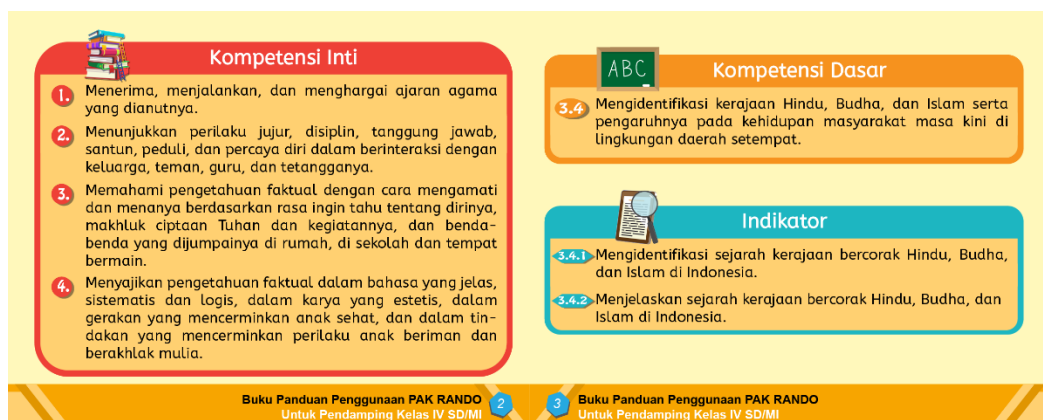 Kompetensi Inti
1. Menerima, menjalankan, dan menghargai ajaran agama
yang dianutnya.
2. Menunjukkan perilaku jujur, disiplin, tanggung jawab,
santun, peduli, dan percaya diri dalam berinteraksi dengan
keluarga, teman, guru, dan tetangganya.
3. Memahami pengetahuan faktual dengan cara mengamati
dan menanya berdasarkan rasa ingin tahu tentang dirinya,
makhluk ciptaan Tuhan dan kegiatannya, dan benda-
benda yang dijumpainya di rumah, di sekolah dan tempat
bermain.
4. Menyajikan pengetahuan faktual dalam bahasa yang jelas,
sistematis dan logis, dalam karya yang estetis, dalam
gerakan yang mencerminkan anak sehat, dan dalam tin-
dakan yang mencerminkan perilaku anak beriman dan
berakhlak mulia.
Buku Panduan Penggunaan PAK RANDO
Untuk Pendamping Kelas IV SD/MI
2
ABC
Kompetensi Dasar
3.4 Mengidentifikasi kerajaan Hindu, Budha, dan Islam serta
pengaruhnya pada kehidupan masyarakat masa kini di
lingkungan daerah setempat.
Indikator
3.4.1 Mengidentifikasi sejarah kerajaan bercorak Hindu, Budha,
dan Islam di Indonesia.
3.4.2 Menjelaskan sejarah kerajaan bercorak Hindu, Budha, dan
Islam di Indonesia.
3
Buku Panduan Penggunaan PAK RANDO
Untuk Pendamping Kelas IV SD/MI